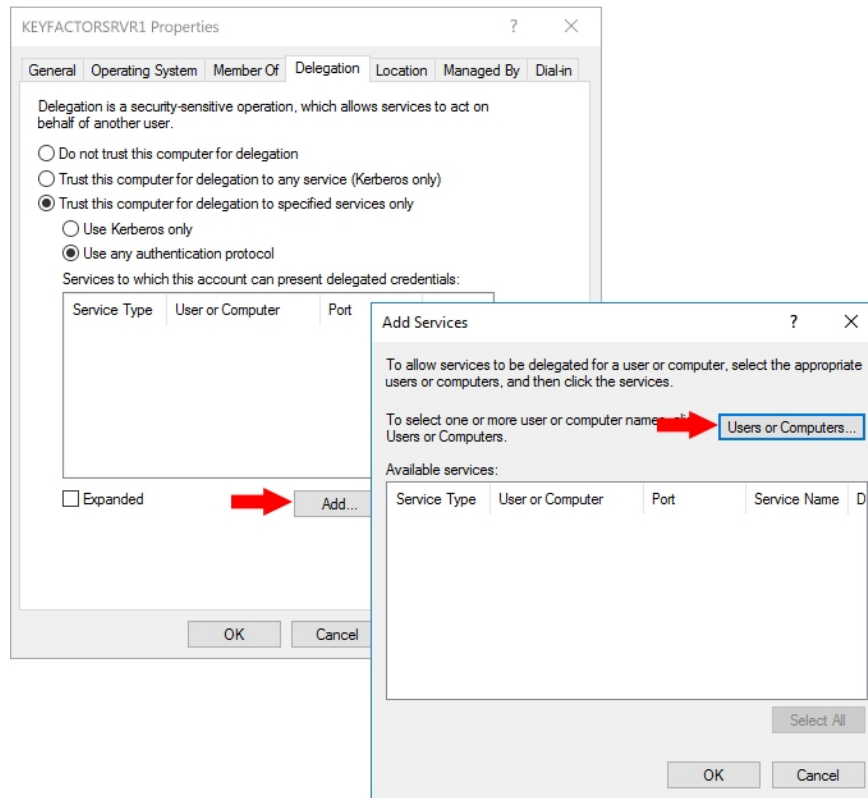 KEYFACTORSRVR1 Properties
General Operating System Member Of Delegation Location Managed By Dial-in
Delegation is a security-sensitive operation, which allows services to act on
behalf of another user.
Do not trust this computer for delegation
Trust this computer for delegation to any service (Kerberos only)
Trust this computer for delegation to specified services only
Use Kerberos only
Use any authentication protocol
Services to which this account can present delegated credentials:
Service Type User or Computer Port
Expanded
Add...
OK Cancel
Add Services
To allow services to be delegated for a user or computer, select the appropriate
users or computers, and then click the services.
To select one or more user or computer names,
Users or Computers.
Users or Computers...
Available services:
Service Type User or Computer Port Service Name D
Select All
OK Cancel